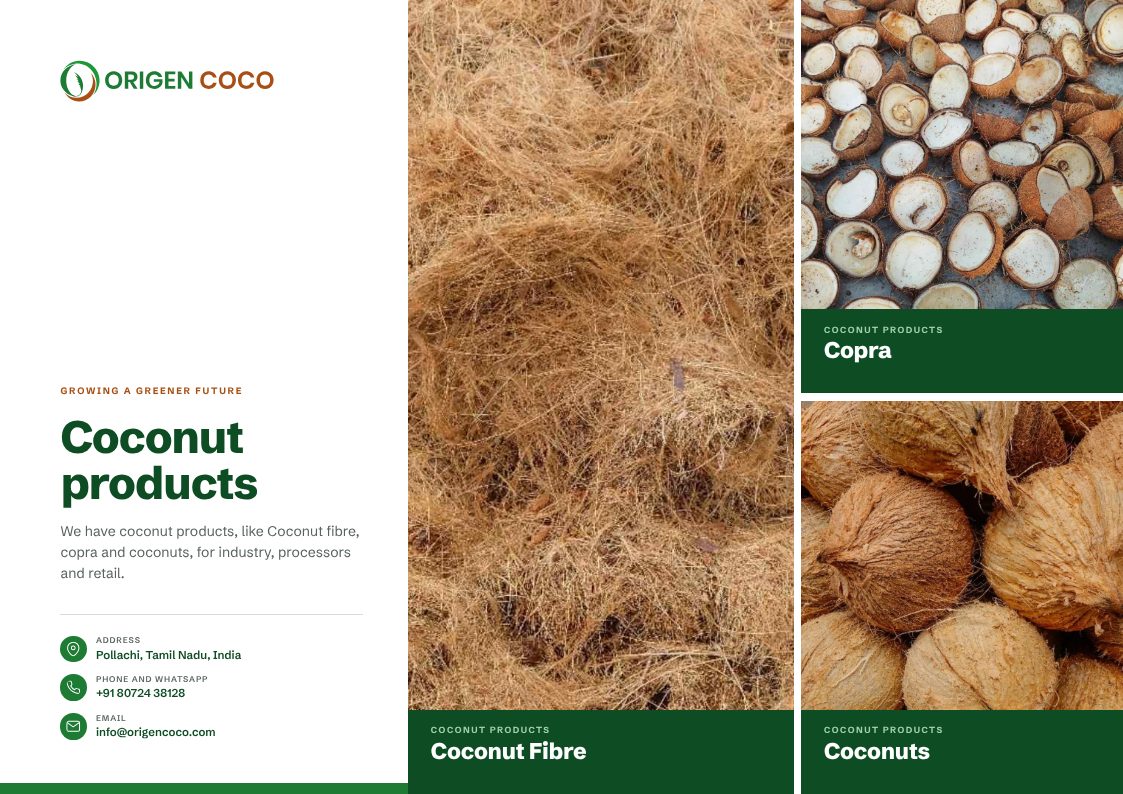 ORIGEN COCO
GROWING A GREENER FUTURE
Coconut
products
We have coconut products, like Coconut fibre,
copra and coconuts, for industry, processors
and retail.
ADDRESS
Pollachi, Tamil Nadu, India
PHONE AND WHATSAPP
+91 80724 38128
EMAIL
info@origencoco.com
COCONUT PRODUCTS
Coconut Fibre
COCONUT PRODUCTS
Copra
COCONUT PRODUCTS
Coconuts